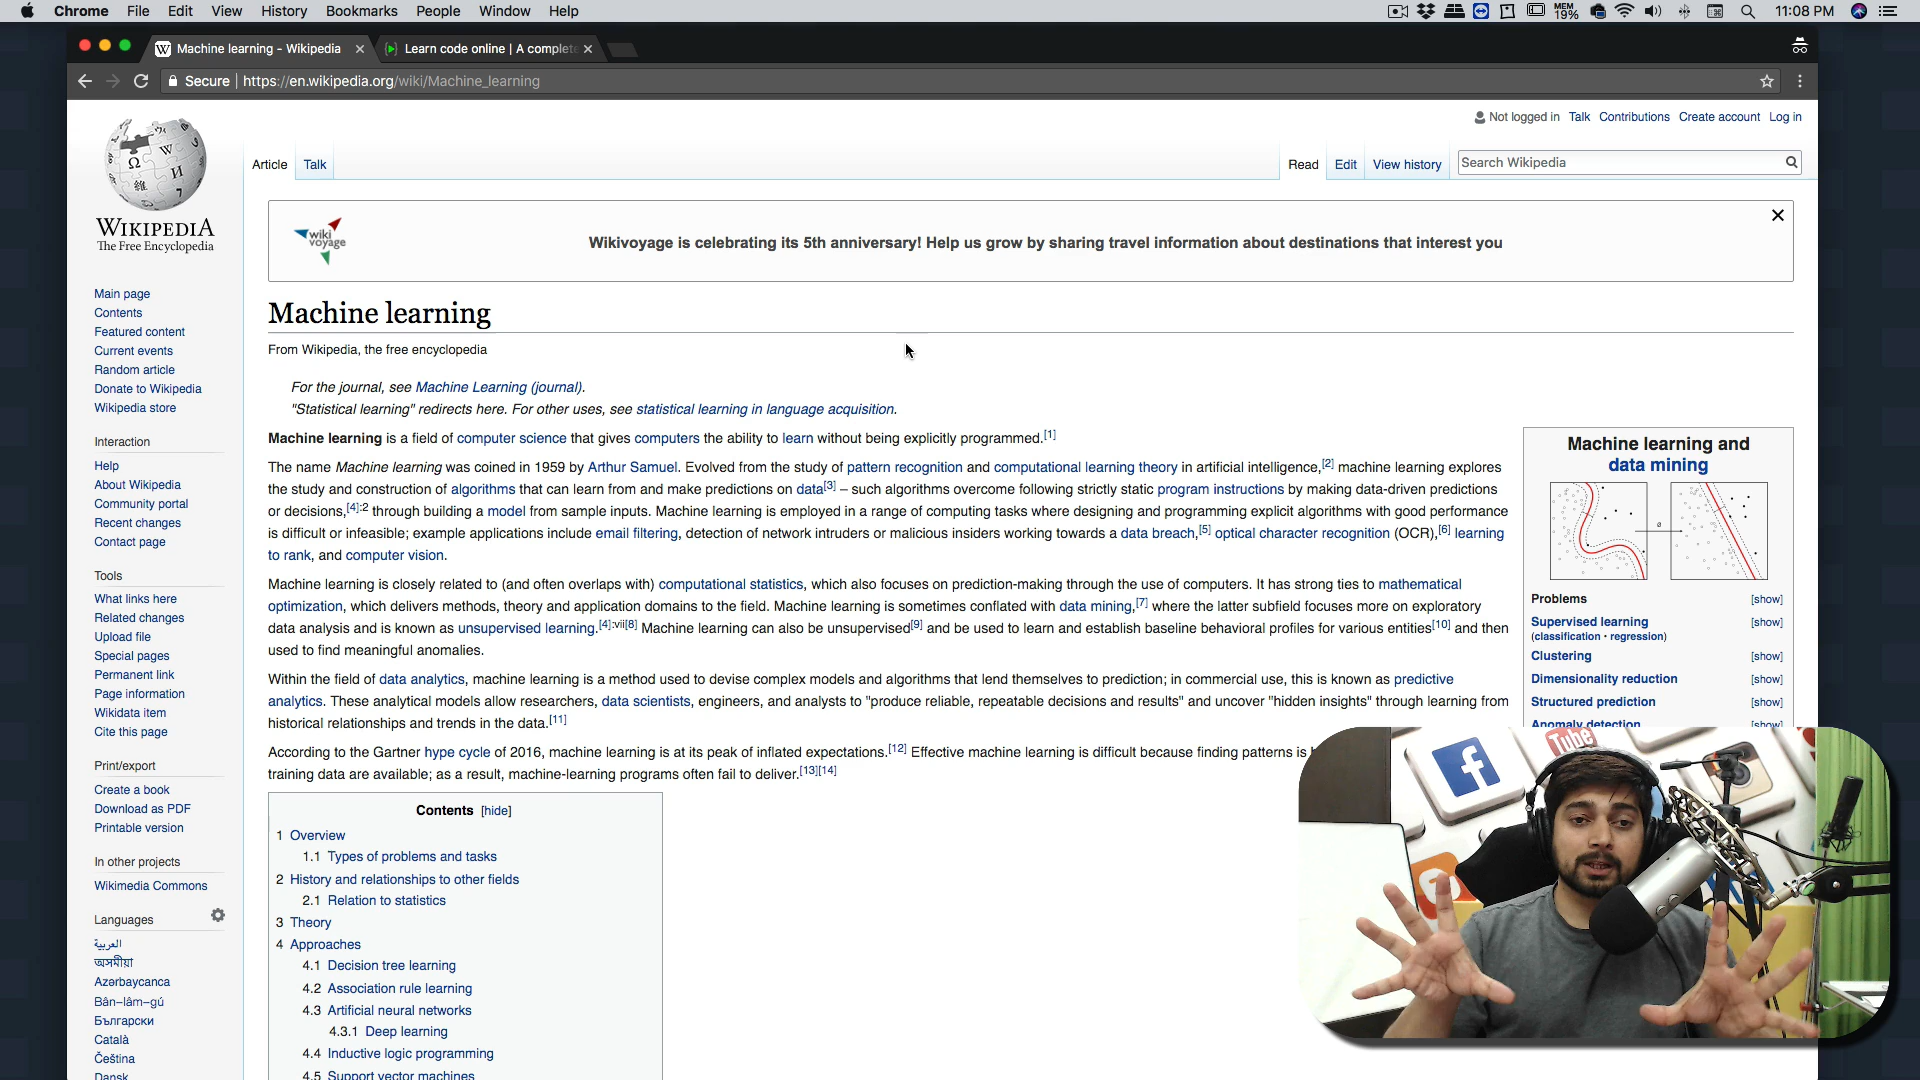 Chrome File Edit View History Bookmarks People Window Help MEM 19% 11:08 PM
Machine learning - Wikipedia Learn code online | A complete
Secure https://en.wikipedia.org/wiki/Machine_learning
Not logged in Talk Contributions Create account Log in
Article Talk Read Edit View history Search Wikipedia
WIKIPEDIA
The Free Encyclopedia
wiki voyage
Wikivoyage is celebrating its 5th anniversary! Help us grow by sharing travel information about destinations that interest you
Main page
Contents
Featured content
Current events
Random article
Donate to Wikipedia
Wikipedia store
Interaction
Help
About Wikipedia
Community portal
Recent changes
Contact page
Tools
What links here
Related changes
Upload file
Special pages
Permanent link
Page information
Wikidata item
Cite this page
Print/export
Create a book
Download as PDF
Printable version
In other projects
Wikimedia Commons
Languages
العربية
অসমীয়া
Azərbaycanca
Bân-lâm-gú
Български
Català
Čeština
Dansk
Machine learning
From Wikipedia, the free encyclopedia
For the journal, see Machine Learning (journal).
"Statistical learning" redirects here. For other uses, see statistical learning in language acquisition.
Machine learning is a field of computer science that gives computers the ability to learn without being explicitly programmed.[1]
The name Machine learning was coined in 1959 by Arthur Samuel. Evolved from the study of pattern recognition and computational learning theory in artificial intelligence,[2] machine learning explores
the study and construction of algorithms that can learn from and make predictions on data[3] – such algorithms overcome following strictly static program instructions by making data-driven predictions
or decisions,[4]:2 through building a model from sample inputs. Machine learning is employed in a range of computing tasks where designing and programming explicit algorithms with good performance
is difficult or infeasible; example applications include email filtering, detection of network intruders or malicious insiders working towards a data breach,[5] optical character recognition (OCR),[6] learning
to rank, and computer vision.
Machine learning is closely related to (and often overlaps with) computational statistics, which also focuses on prediction-making through the use of computers. It has strong ties to mathematical
optimization, which delivers methods, theory and application domains to the field. Machine learning is sometimes conflated with data mining,[7] where the latter subfield focuses more on exploratory
data analysis and is known as unsupervised learning.[4]:vii[8] Machine learning can also be unsupervised[9] and be used to learn and establish baseline behavioral profiles for various entities[10] and then
used to find meaningful anomalies.
Within the field of data analytics, machine learning is a method used to devise complex models and algorithms that lend themselves to prediction; in commercial use, this is known as predictive
analytics. These analytical models allow researchers, data scientists, engineers, and analysts to "produce reliable, repeatable decisions and results" and uncover "hidden insights" through learning from
historical relationships and trends in the data.[11]
According to the Gartner hype cycle of 2016, machine learning is at its peak of inflated expectations.[12] Effective machine learning is difficult because finding patterns is
training data are available; as a result, machine-learning programs often fail to deliver.[13][14]
Contents [hide]
1 Overview
1.1 Types of problems and tasks
2 History and relationships to other fields
2.1 Relation to statistics
3 Theory
4 Approaches
4.1 Decision tree learning
4.2 Association rule learning
4.3 Artificial neural networks
4.3.1 Deep learning
4.4 Inductive logic programming
4.5 Support vector machines
Machine learning and
data mining
Problems [show]
Supervised learning [show]
(classification • regression)
Clustering [show]
Dimensionality reduction [show]
Structured prediction [show]
Anomaly detection [show]
Tube